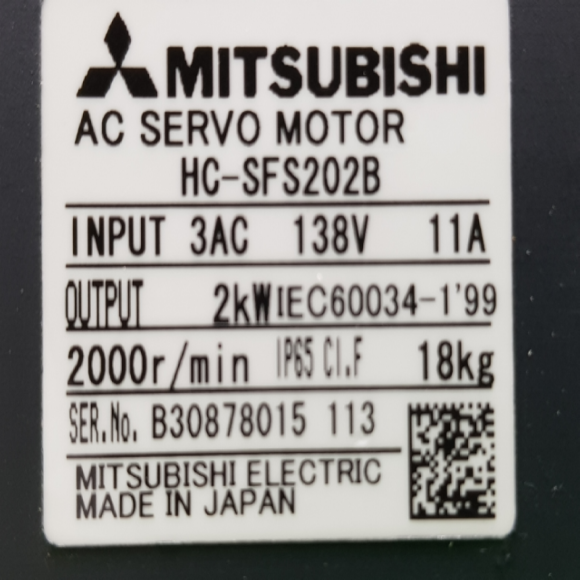 MITSUBISHI
AC SERVO MOTOR
HC-SFS202B
INPUT 3AC 138V 11A
OUTPUT 2kW IEC60034-1'99
2000r/min IP65 CI.F 18kg
SER.No. B30878015 113
MITSUBISHI ELECTRIC
MADE IN JAPAN